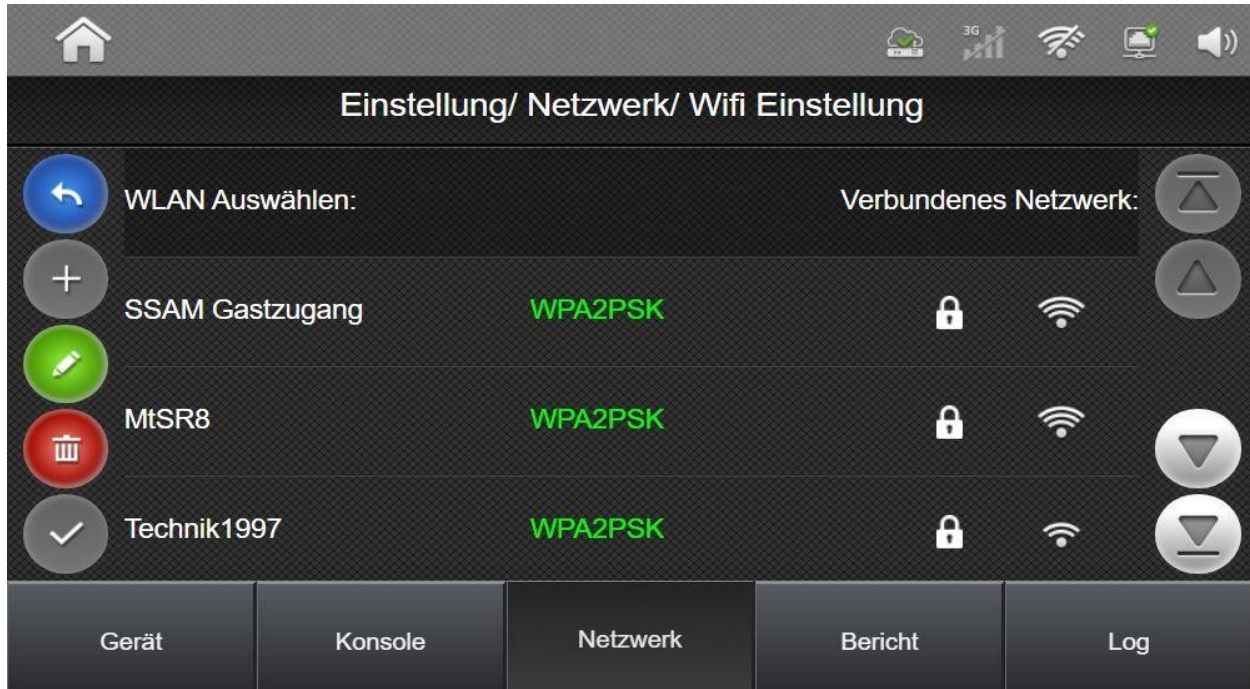 3G
Einstellung/ Netzwerk/ Wifi Einstellung
WLAN Auswählen: Verbundenes Netzwerk:
SSAM Gastzugang WPA2PSK
MtSR8 WPA2PSK
Technik1997 WPA2PSK
Gerät Konsole Netzwerk Bericht Log